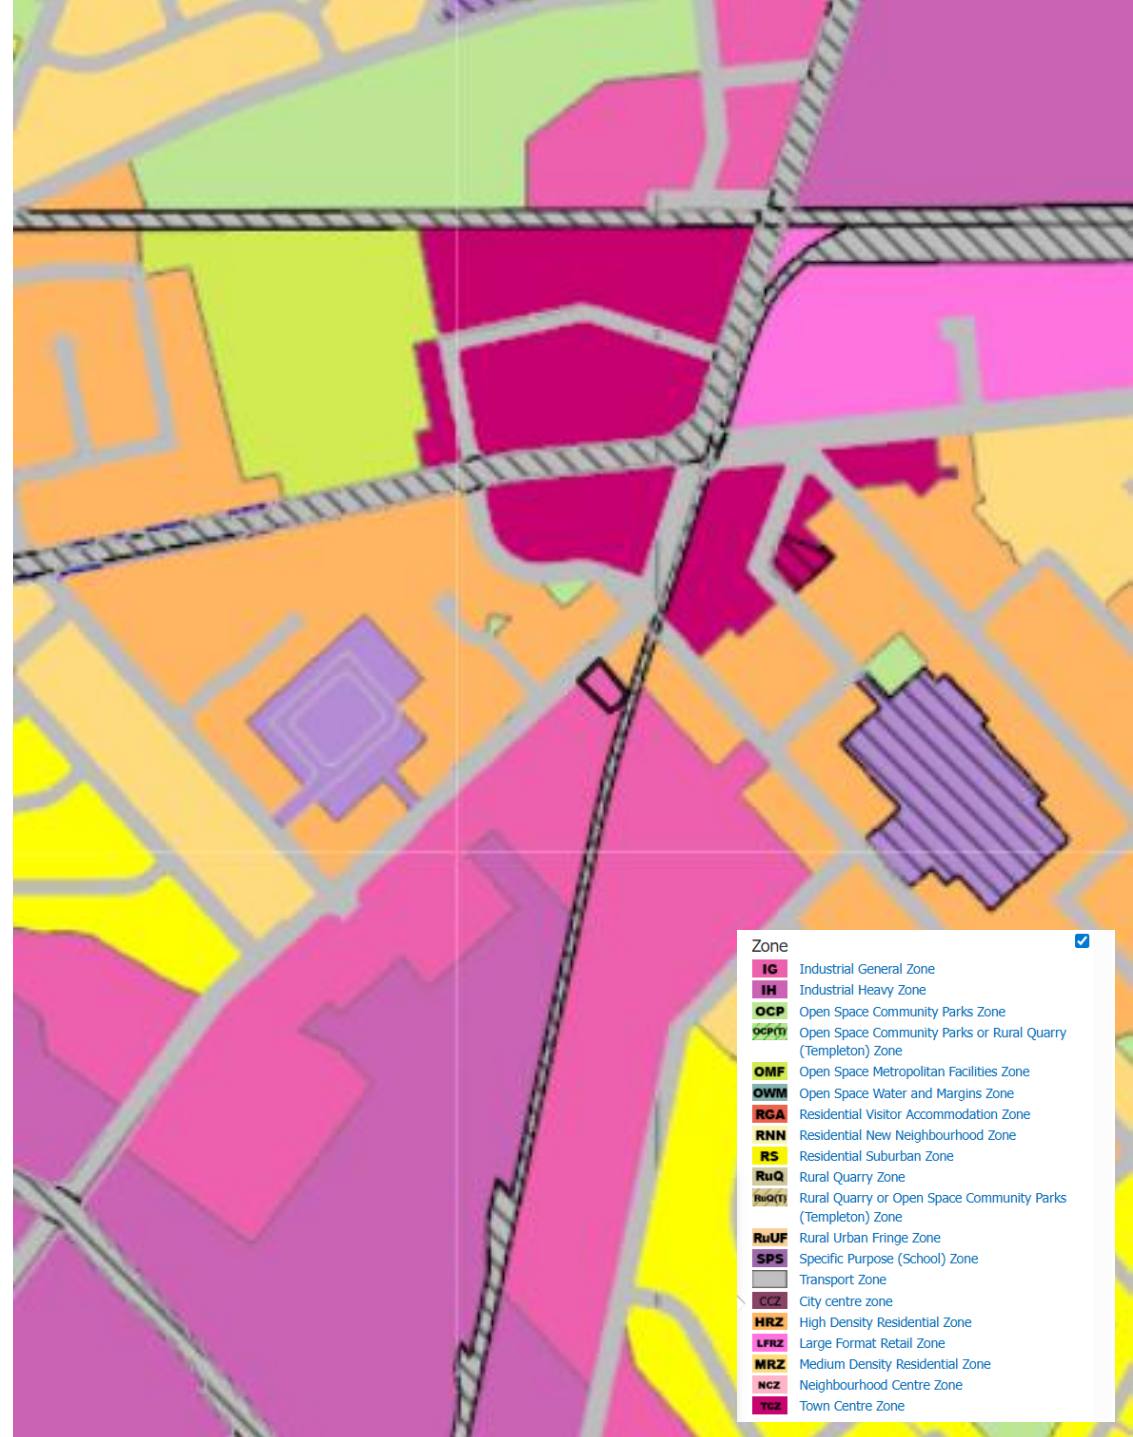 Zone
IG Industrial General Zone
IH Industrial Heavy Zone
OCP Open Space Community Parks Zone
OCP(T) Open Space Community Parks or Rural Quarry
(Templeton) Zone
OMF Open Space Metropolitan Facilities Zone
OWM Open Space Water and Margins Zone
RGA Residential Visitor Accommodation Zone
RNN Residential New Neighbourhood Zone
RS Residential Suburban Zone
RuQ Rural Quarry Zone
RuQ(T) Rural Quarry or Open Space Community Parks
(Templeton) Zone
RuUF Rural Urban Fringe Zone
SPS Specific Purpose (School) Zone
Transport Zone
CCZ City centre zone
HRZ High Density Residential Zone
LFRZ Large Format Retail Zone
MRZ Medium Density Residential Zone
NCZ Neighbourhood Centre Zone
TCZ Town Centre Zone